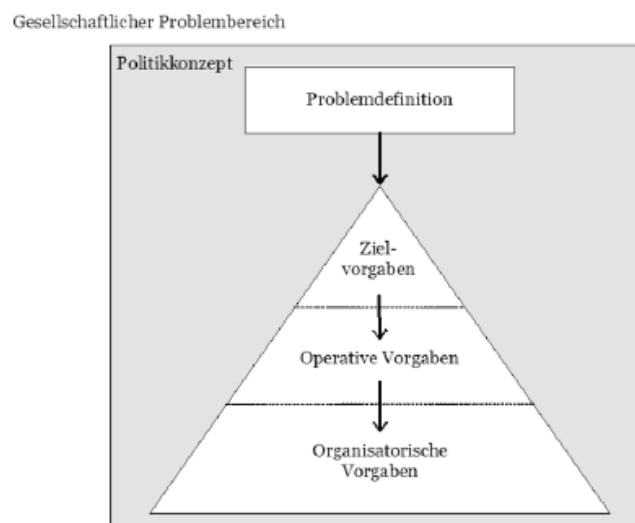 Gesellschaftlicher Problembereich
Politikkonzept
Problemdefinition
Ziel-
vorgaben
Operative Vorgaben
Organisatorische
Vorgaben